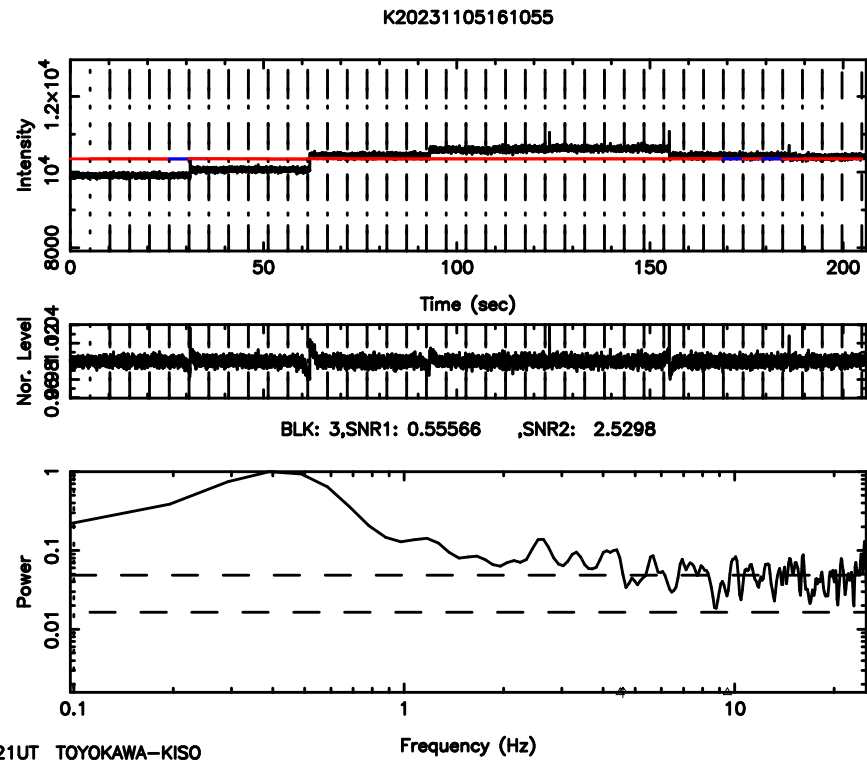 K20231105161055
1.2×10⁴
10⁴
8000
Intensity
0 50 100 150 200
Time (sec)
Nor. Level
BLK: 3,SNR1: 0.55566 ,SNR2: 2.5298
1
0.1
0.01
Power
0.1 1 10
Frequency (Hz)
21UT TOYOKAWA-KISO